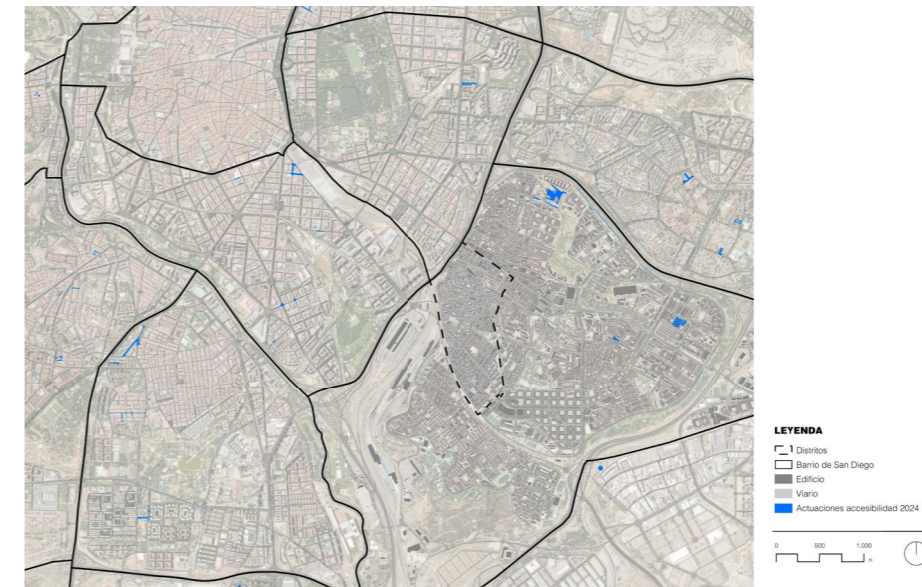 LEYENDA
Distritos
Barrio de San Diego
Edificio
Viario
Actuaciones accesibilidad 2024
0 500 1.000
m